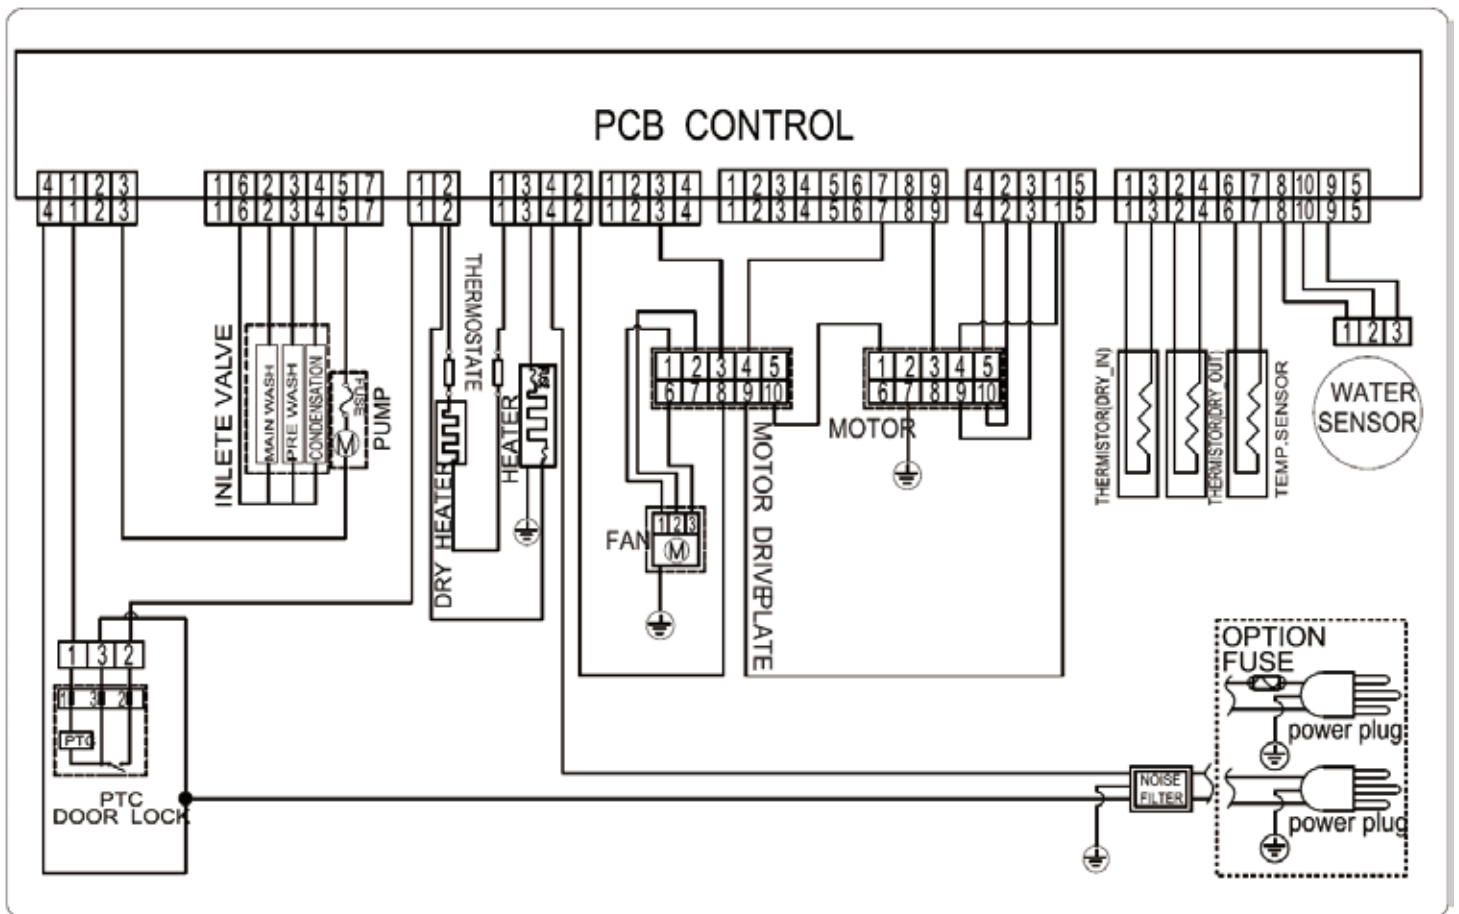 PCB CONTROL
4 1 2 3 1 6 2 3 4 5 7 1 2 1 3 4 2 1 2 3 4 1 2 3 4 5 6 7 8 9 4 2 3 1 5 1 3 2 4 6 7 8 10 9 5
4 1 2 3 1 6 2 3 4 5 7 1 2 1 3 4 2 1 2 3 4 1 2 3 4 5 6 7 8 9 4 2 3 1 5 1 3 2 4 6 7 8 10 9 5
INLETE VALVE
MAIN WASH
PRE WASH
CONDENSATION
FUSE
M
PUMP
THERMOSTATE
DRY HEATER
HEATER
1 2 3 4 5
6 7 8 9 10
MOTOR DRIVEPLATE
1 2 3 4 5
6 7 8 9 10
MOTOR
THERMISTOR(DRY_IN)
THERMISTOR(DRY_OUT)
TEMP.SENSOR
1 2 3
WATER
SENSOR
FAN
1 2 3
M
1 3 2
1 3 2
PTC
PTC
DOOR LOCK
NOISE
FILTER
OPTION
FUSE
power plug
power plug